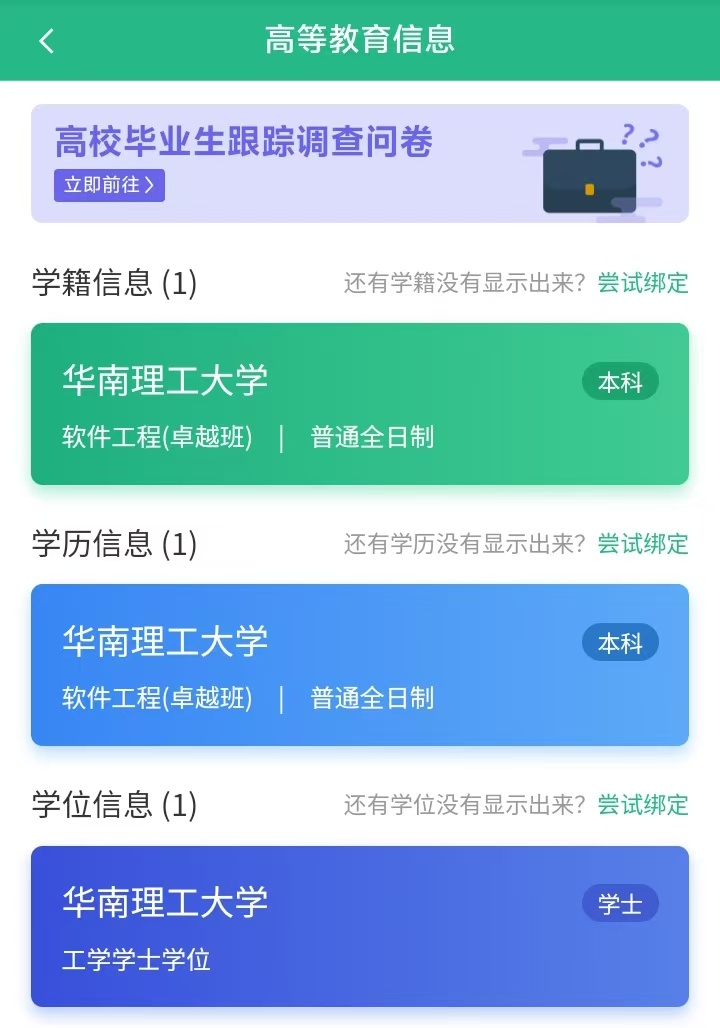 高等教育信息
高校毕业生跟踪调查问卷
立即前往
学籍信息 (1) 还有学籍没有显示出来? 尝试绑定
华南理工大学 本科
软件工程(卓越班) | 普通全日制
学历信息 (1) 还有学历没有显示出来? 尝试绑定
华南理工大学 本科
软件工程(卓越班) | 普通全日制
学位信息 (1) 还有学位没有显示出来? 尝试绑定
华南理工大学 学士
工学学士学位